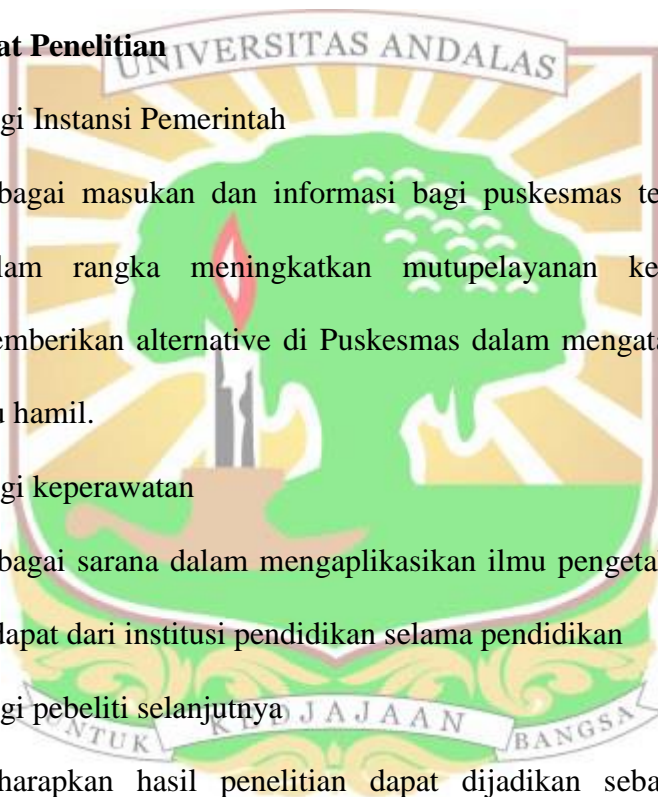 at Penelitian
UNIVERSITAS ANDALAS
gi Instansi Pemerintah
bagai masukan dan informasi bagi puskesmas te
lam rangka meningkatkan mutupelayanan ke
emberikan alternative di Puskesmas dalam mengata
u hamil.
gi keperawatan
bagai sarana dalam mengaplikasikan ilmu pengeta
dapat dari institusi pendidikan selama pendidikan
gi pebeliti selanjutnya
UNTUK KEDJAJAAN BANGSA
harapkan hasil penelitian dapat dijadikan seba